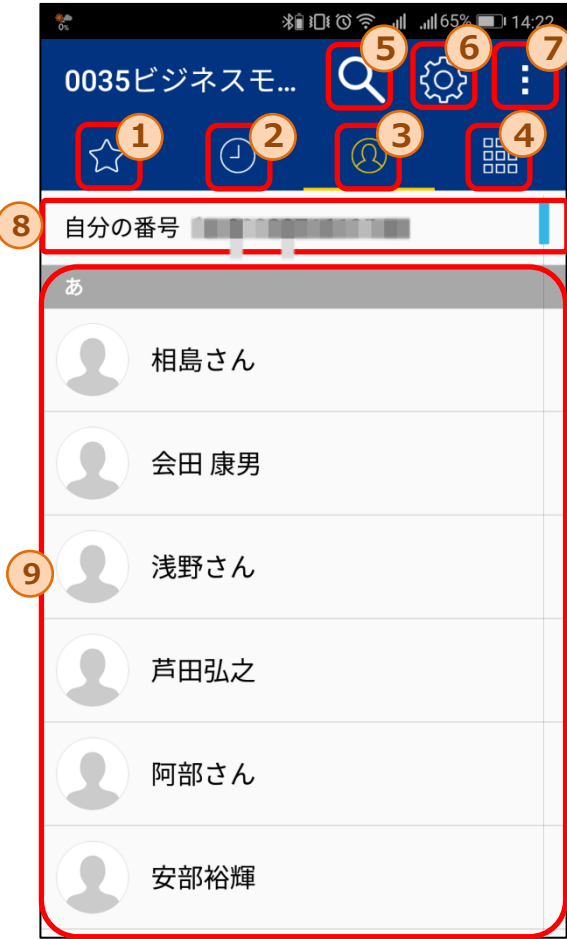 0%
65% 14:22
0035ビジネスモ...
5
6
7
1
2
3
4
8
自分の番号
あ
相島さん
会田 康男
浅野さん
9
芦田弘之
阿部さん
安部裕輝